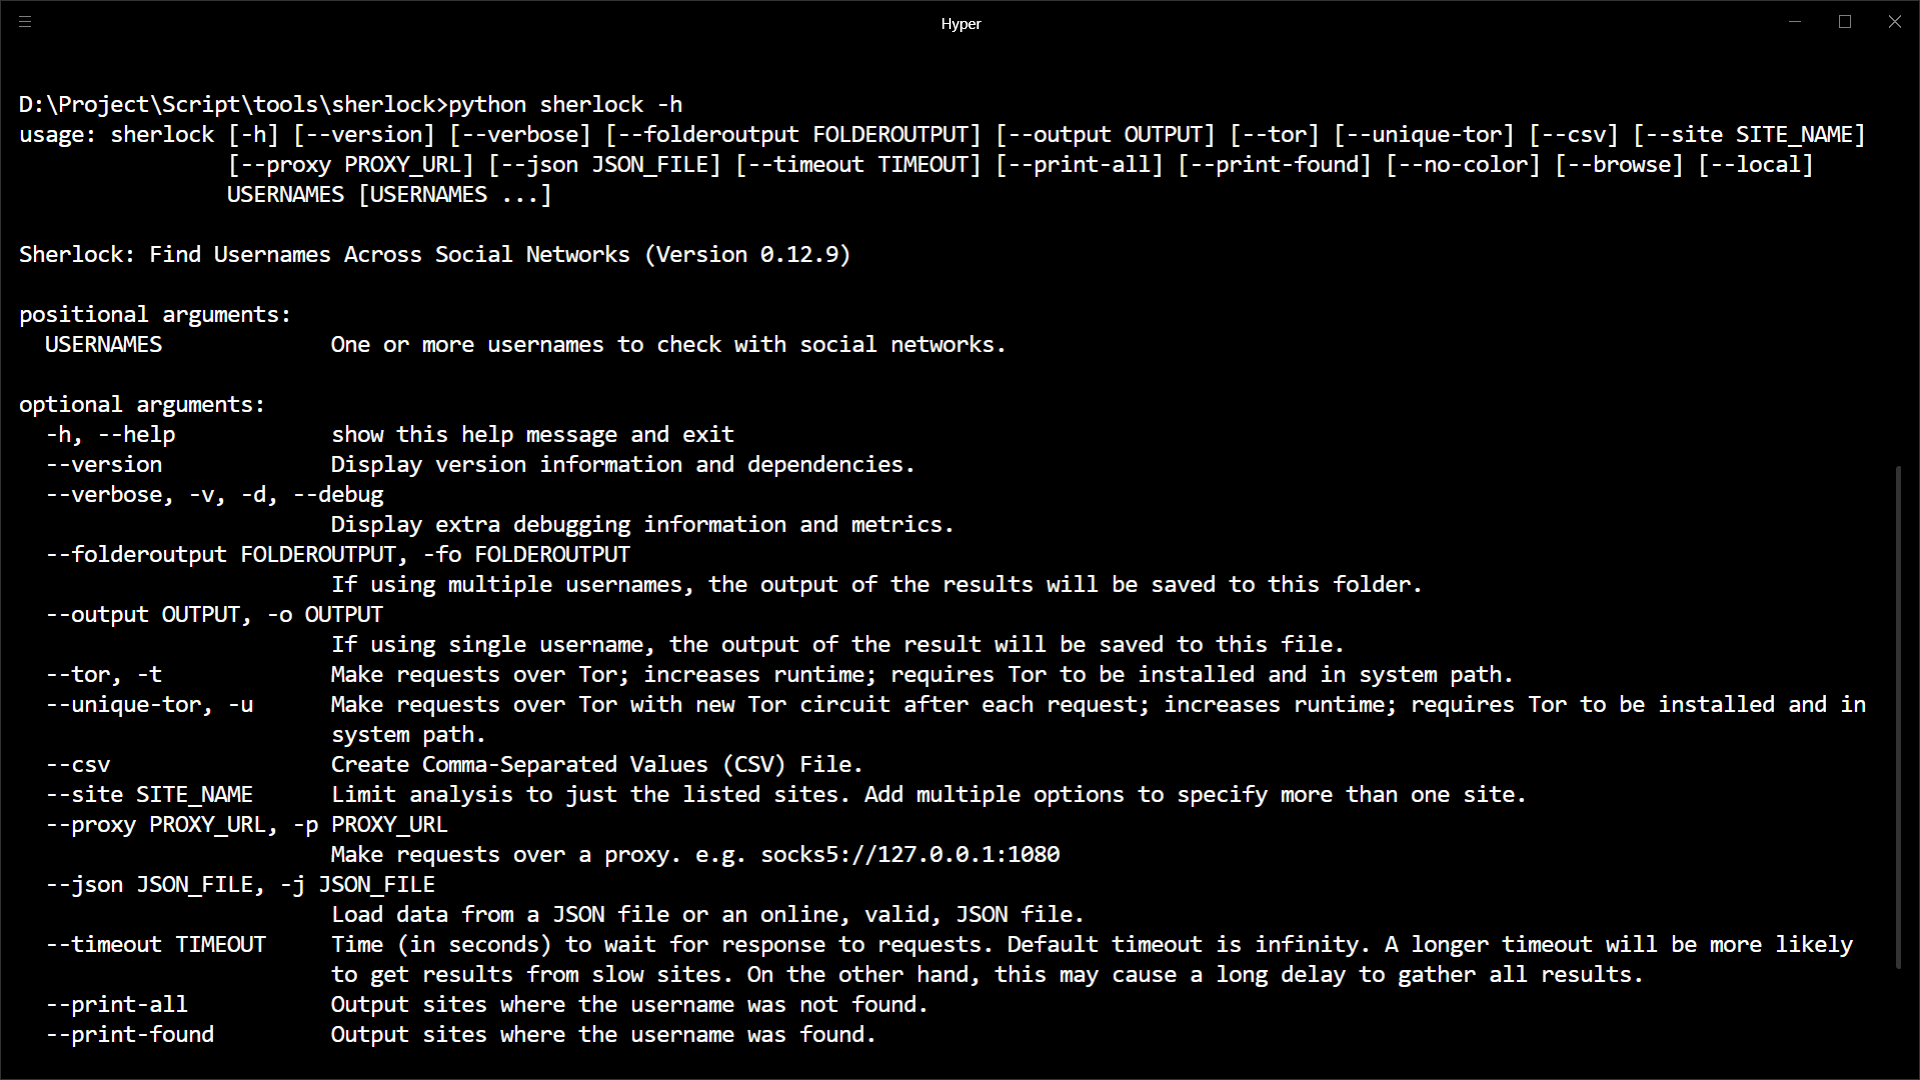 Hyper
D:\Project\Script\tools\sherlock>python sherlock -h
usage: sherlock [-h] [--version] [--verbose] [--folderoutput FOLDEROUTPUT] [--output OUTPUT] [--tor] [--unique-tor] [--csv] [--site SITE_NAME]
                [--proxy PROXY_URL] [--json JSON_FILE] [--timeout TIMEOUT] [--print-all] [--print-found] [--no-color] [--browse] [--local]
                USERNAMES [USERNAMES ...]

Sherlock: Find Usernames Across Social Networks (Version 0.12.9)

positional arguments:
  USERNAMES             One or more usernames to check with social networks.

optional arguments:
  -h, --help            show this help message and exit
  --version             Display version information and dependencies.
  --verbose, -v, -d, --debug
                        Display extra debugging information and metrics.
  --folderoutput FOLDEROUTPUT, -fo FOLDEROUTPUT
                        If using multiple usernames, the output of the results will be saved to this folder.
  --output OUTPUT, -o OUTPUT
                        If using single username, the output of the result will be saved to this file.
  --tor, -t             Make requests over Tor; increases runtime; requires Tor to be installed and in system path.
  --unique-tor, -u      Make requests over Tor with new Tor circuit after each request; increases runtime; requires Tor to be installed and in
                        system path.
  --csv                 Create Comma-Separated Values (CSV) File.
  --site SITE_NAME      Limit analysis to just the listed sites. Add multiple options to specify more than one site.
  --proxy PROXY_URL, -p PROXY_URL
                        Make requests over a proxy. e.g. socks5://127.0.0.1:1080
  --json JSON_FILE, -j JSON_FILE
                        Load data from a JSON file or an online, valid, JSON file.
  --timeout TIMEOUT     Time (in seconds) to wait for response to requests. Default timeout is infinity. A longer timeout will be more likely
                        to get results from slow sites. On the other hand, this may cause a long delay to gather all results.
  --print-all           Output sites where the username was not found.
  --print-found         Output sites where the username was found.